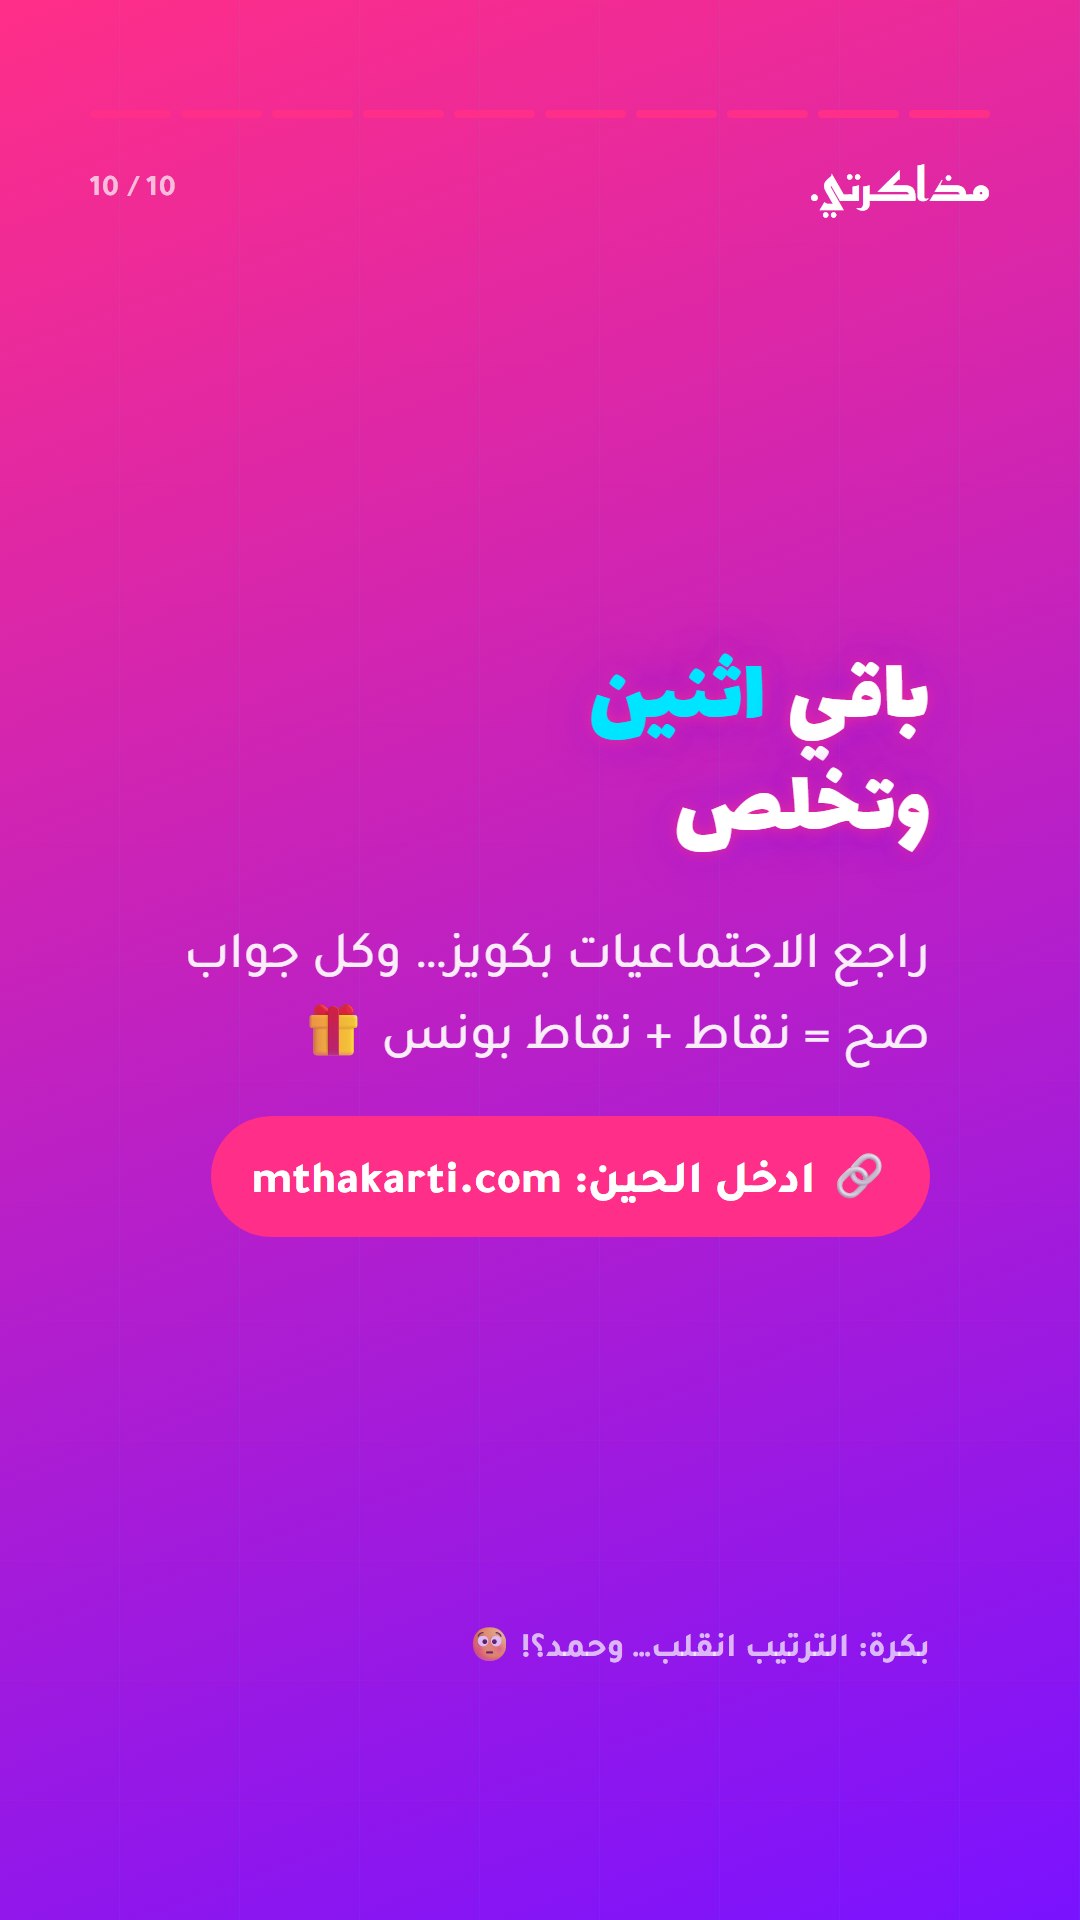 مذاكرتي.
10 / 10
باقي اثنين
وتخلص
راجع الاجتماعيات بكويز... وكل جواب
صح = نقاط + نقاط بونس 🎁
🔗 ادخل الحين: mthakarti.com
بكرة: الترتيب انقلب... وحمد؟! 😳